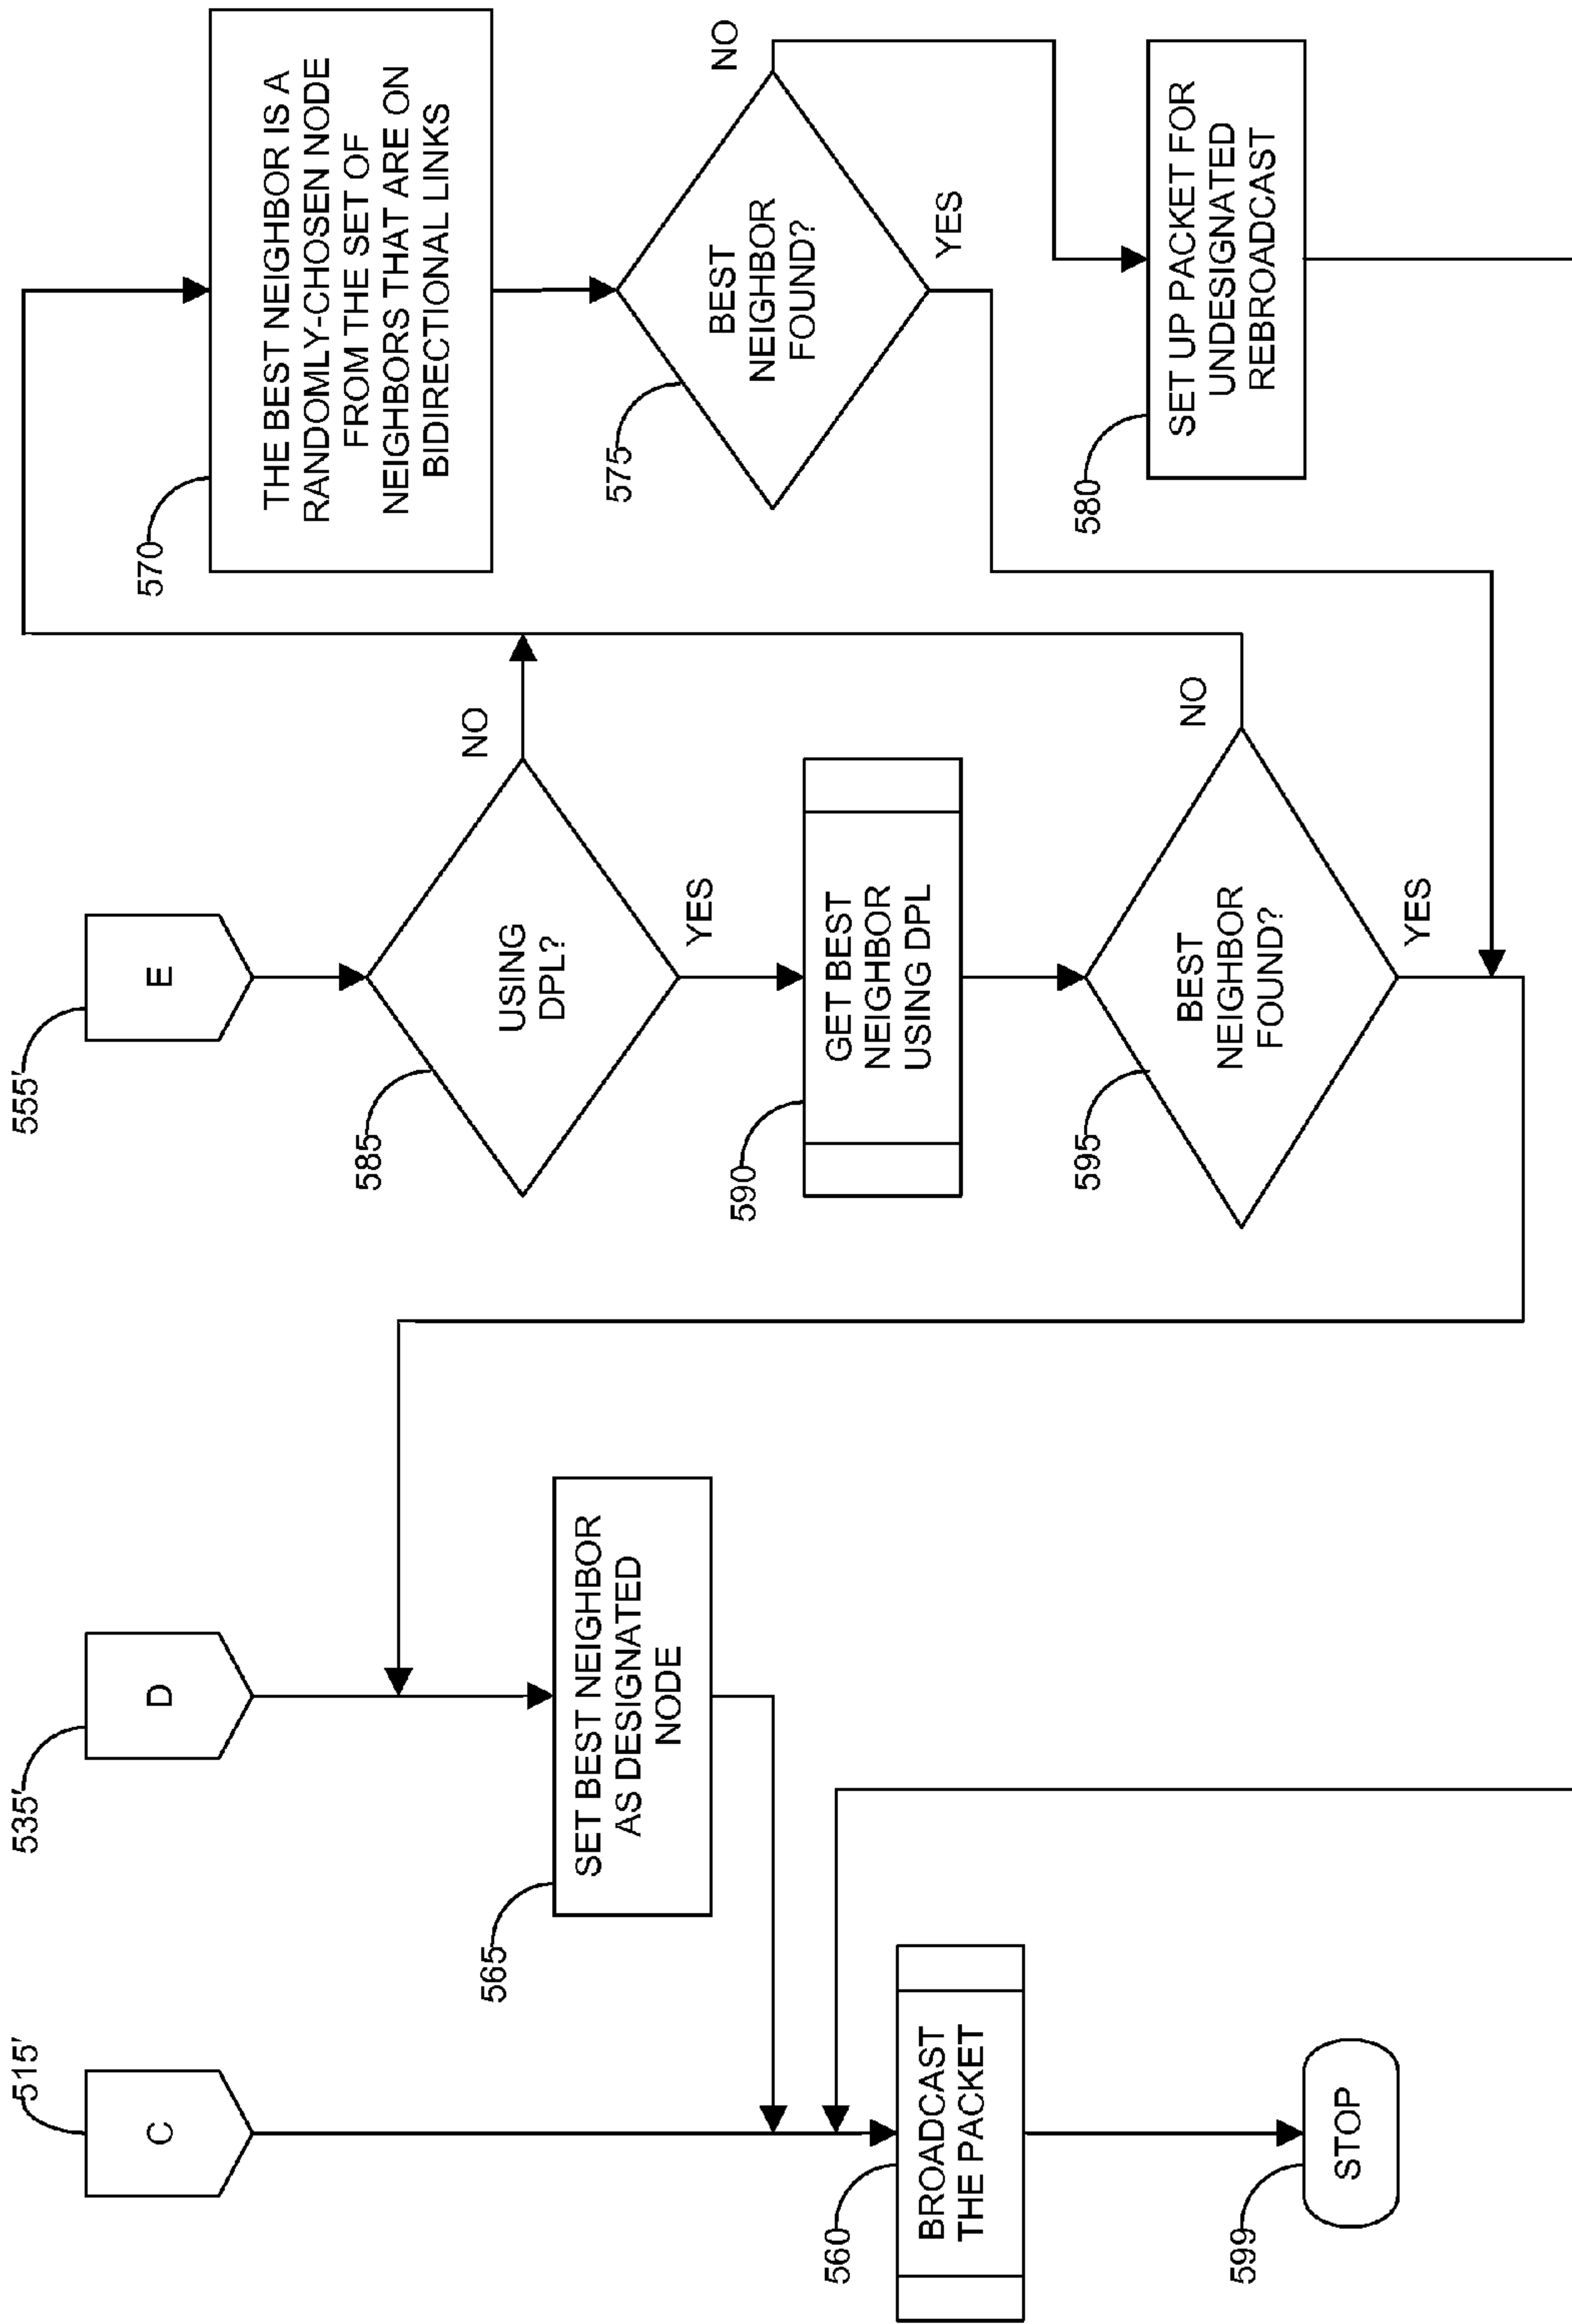 515'
C
535'
D
555'
E
560
BROADCAST
THE PACKET
599
STOP
565
SET BEST NEIGHBOR
AS DESIGNATED
NODE
585
USING
DPL?
NO
YES
590
GET BEST
NEIGHBOR
USING DPL
595
BEST
NEIGHBOR
FOUND?
NO
YES
570
THE BEST NEIGHBOR IS A
RANDOMLY-CHOSEN NODE
FROM THE SET OF
NEIGHBORS THAT ARE ON
BIDIRECTIONAL LINKS
575
BEST
NEIGHBOR
FOUND?
NO
YES
580
SET UP PACKET FOR
UNDESIGNATED
REBROADCAST